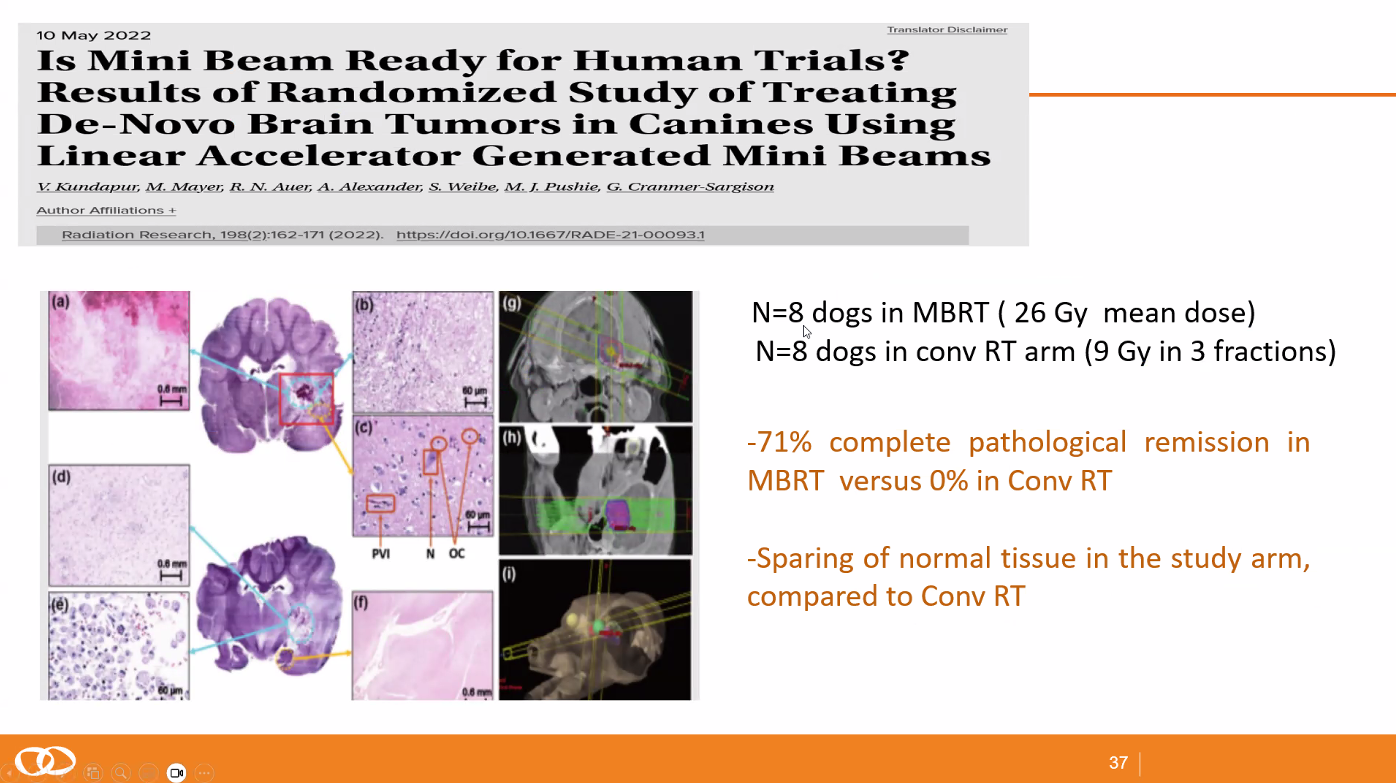 10 May 2022
Translator Disclaimer
Is Mini Beam Ready for Human Trials?
Results of Randomized Study of Treating
De-Novo Brain Tumors in Canines Using
Linear Accelerator Generated Mini Beams
V. Kundapur, M. Mayer, R. N. Auer, A. Alexander, S. Weibe, M. J. Pushie, G. Cranmer-Sargison
Author Affiliations +
Radiation Research, 198(2):162-171 (2022). https://doi.org/10.1667/RADE-21-00093.1
(a)
0.6 mm
(b)
60 µm
(c)
60 µm
PVI N OC
(d)
0.6 mm
(e)
60 µm
(f)
0.6 mm
(g)
(h)
(i)
N=8 dogs in MBRT ( 26 Gy mean dose)
N=8 dogs in conv RT arm (9 Gy in 3 fractions)
-71% complete pathological remission in
MBRT versus 0% in Conv RT
-Sparing of normal tissue in the study arm,
compared to Conv RT
37